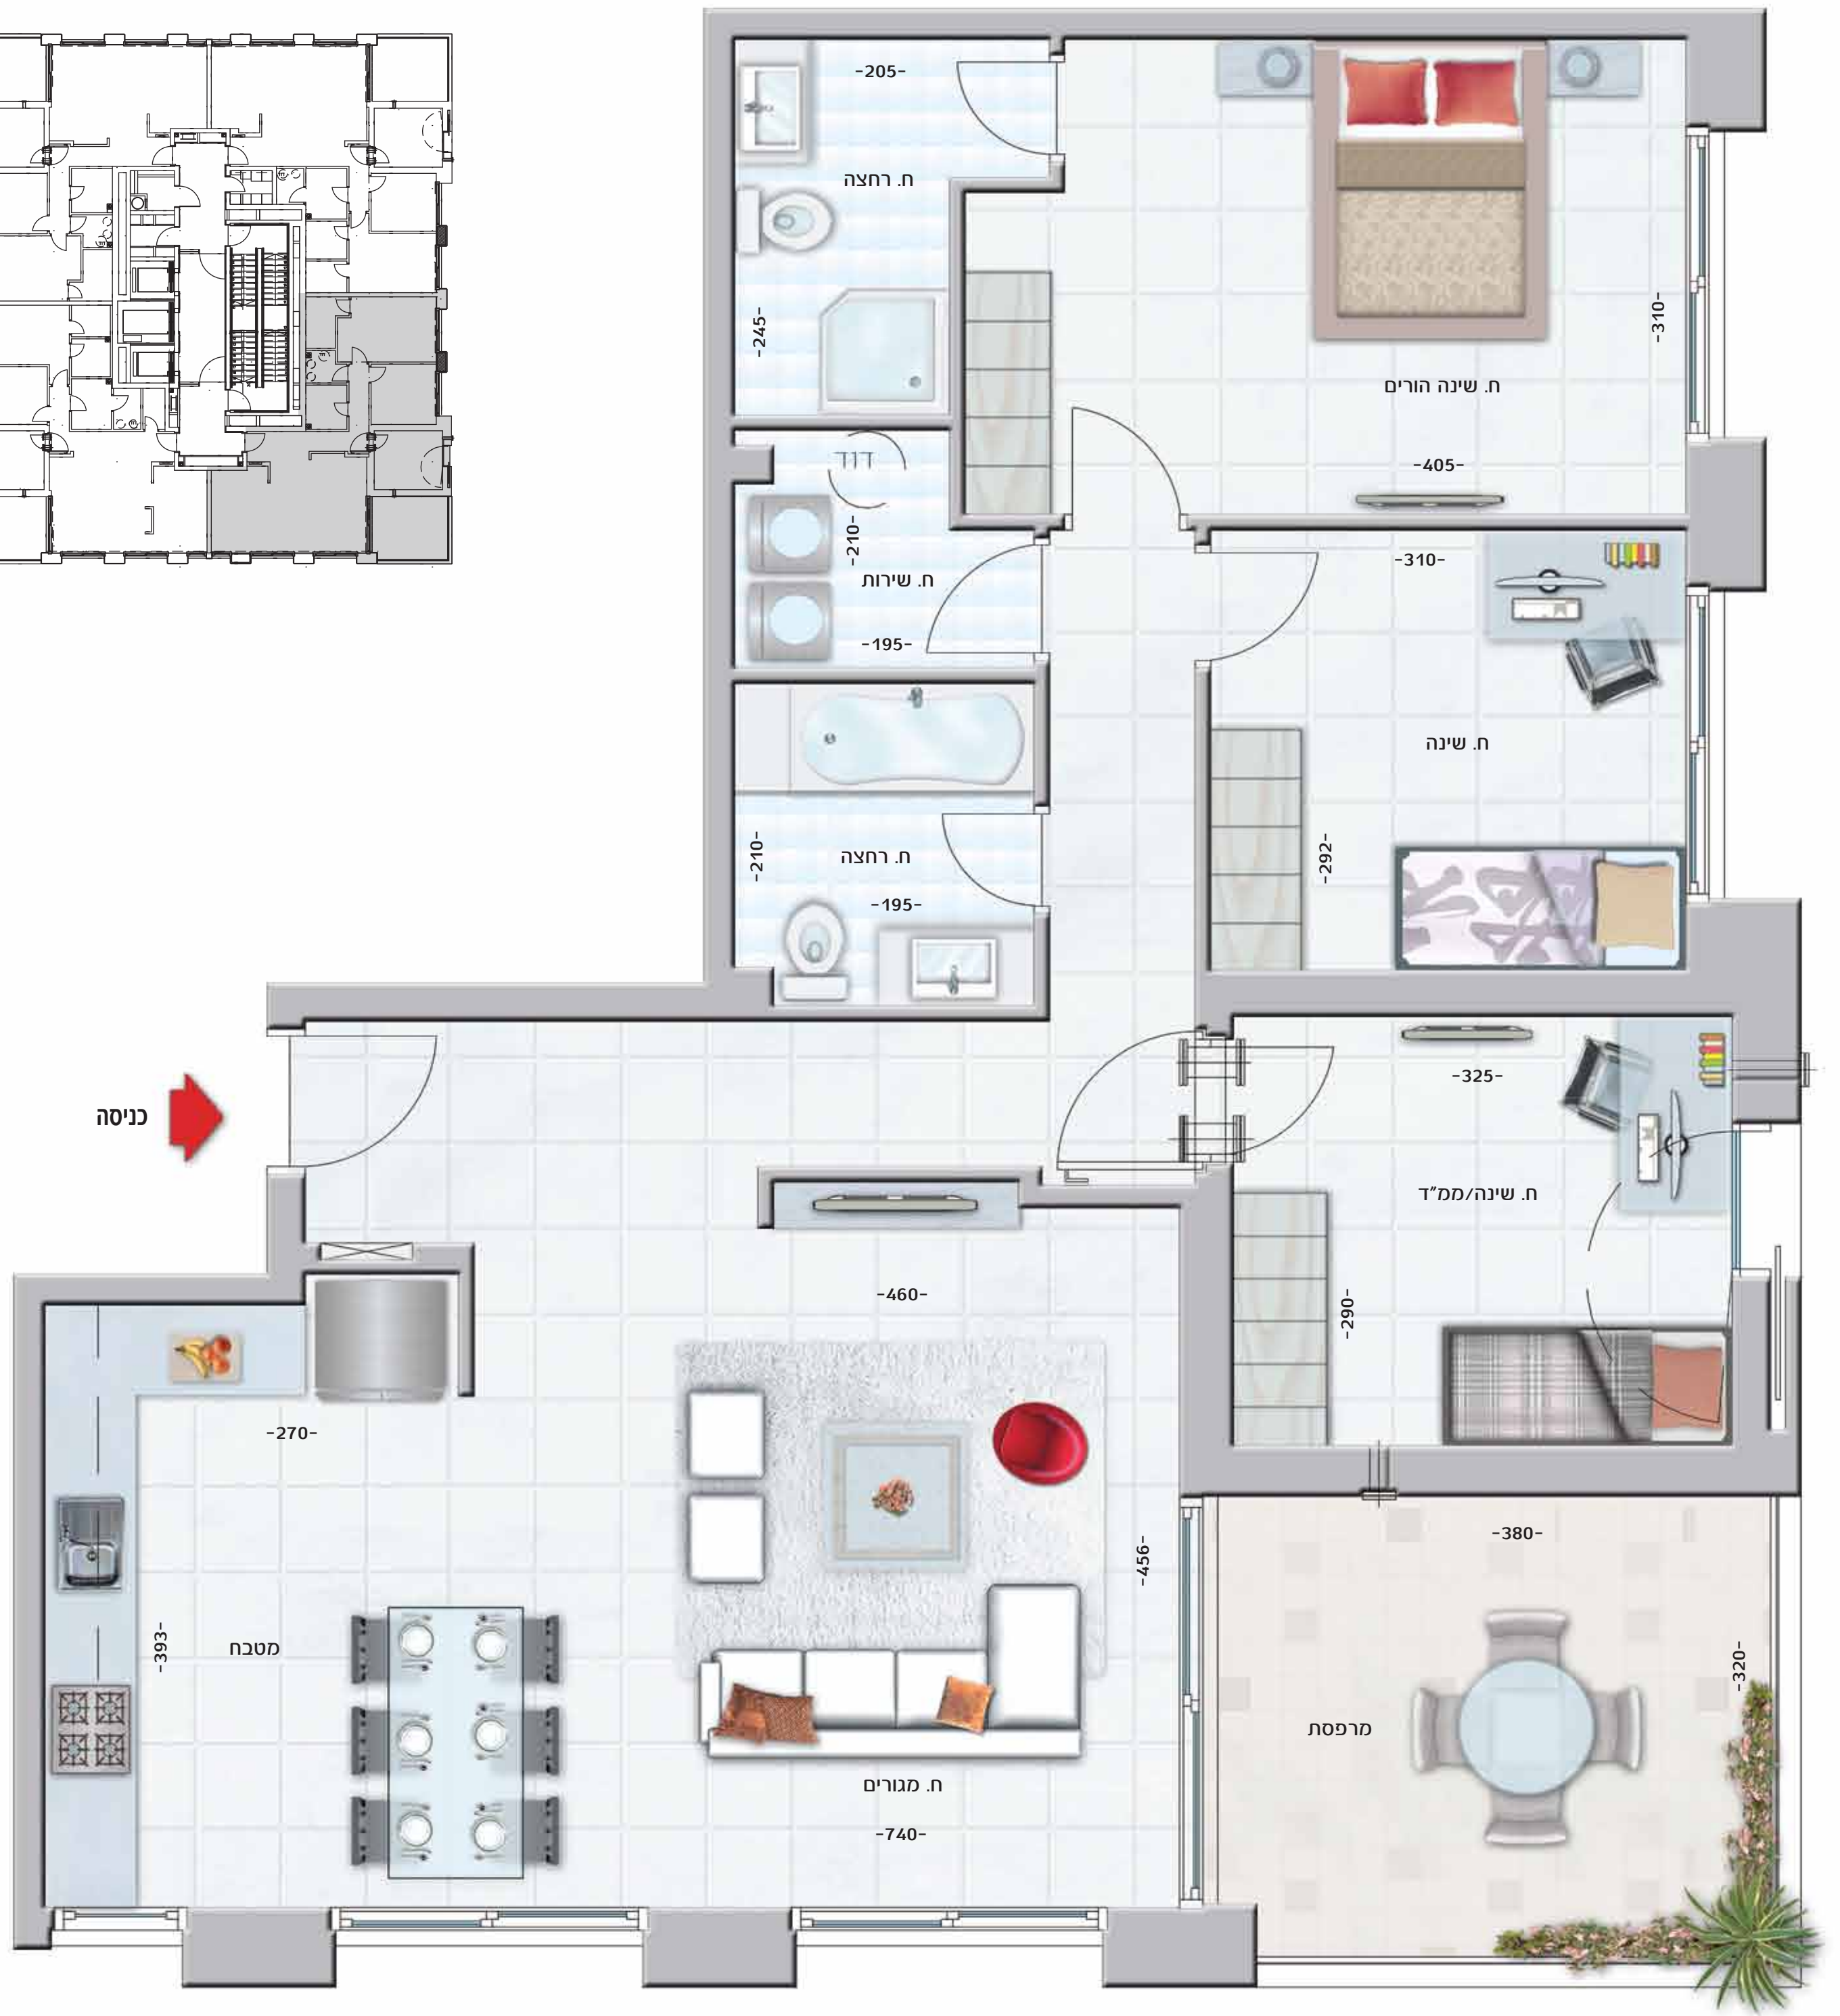 -205-
ח. רחצה
-245-
ח. שינה הורים
-310-
-405-
דוד
-210-
ח. שירות
-195-
-310-
ח. שינה
-292-
-210-
ח. רחצה
-195-
כניסה
-325-
ח. שינה/ממ"ד
-290-
-460-
-270-
-456-
-393-
מטבח
ח. מגורים
-740-
-380-
-320-
מרפסת